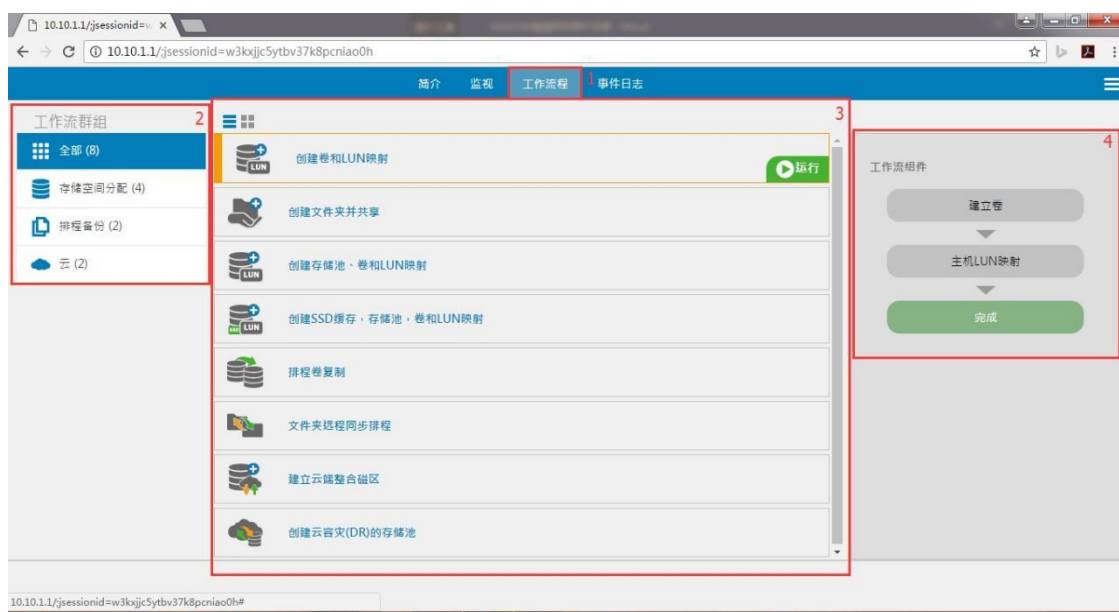 10.10.1.1/;jsessionid=w
10.10.1.1/;jsessionid=w3kxjjc5ytbv37k8pcniao0h
简介 监视 工作流程 1 事件日志
工作流群组 2
全部 (8)
存储空间分配 (4)
排程备份 (2)
云 (2)
3
创建卷和LUN映射
运行
创建文件夹并共享
创建存储池、卷和LUN映射
创建SSD缓存，存储池，卷和LUN映射
排程卷复制
文件夹远程同步排程
建立云端整合磁区
创建云容灾(DR)的存储池
4
工作流组件
建立卷
主机LUN映射
完成
10.10.1.1/;jsessionid=w3kxjjc5ytbv37k8pcniao0h#